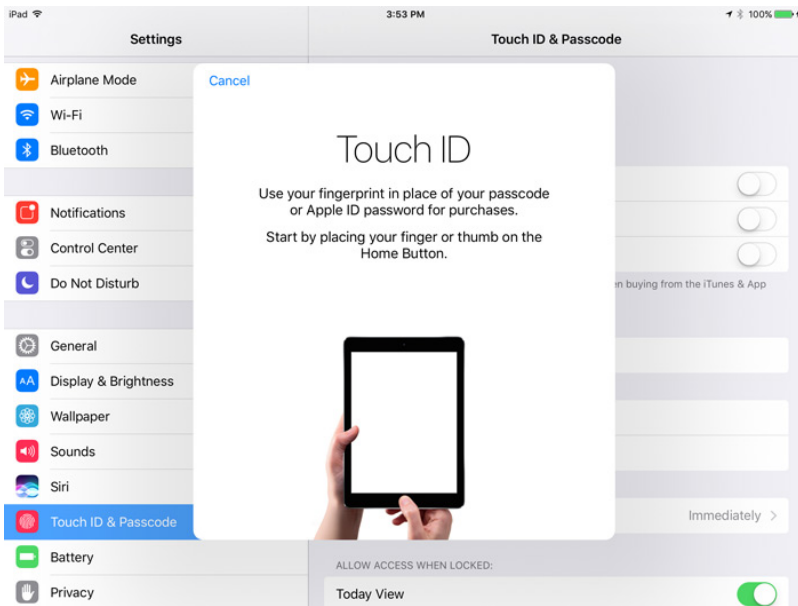 iPad 3:53 PM 100%
Settings
Touch ID & Passcode
Airplane Mode
Wi-Fi
Bluetooth
Notifications
Control Center
Do Not Disturb
General
AA Display & Brightness
Wallpaper
Sounds
Siri
Touch ID & Passcode
Battery
Privacy
Cancel
Touch ID
Use your fingerprint in place of your passcode
or Apple ID password for purchases.
Start by placing your finger or thumb on the
Home Button.
buying from the iTunes & App
Immediately
ALLOW ACCESS WHEN LOCKED:
Today View